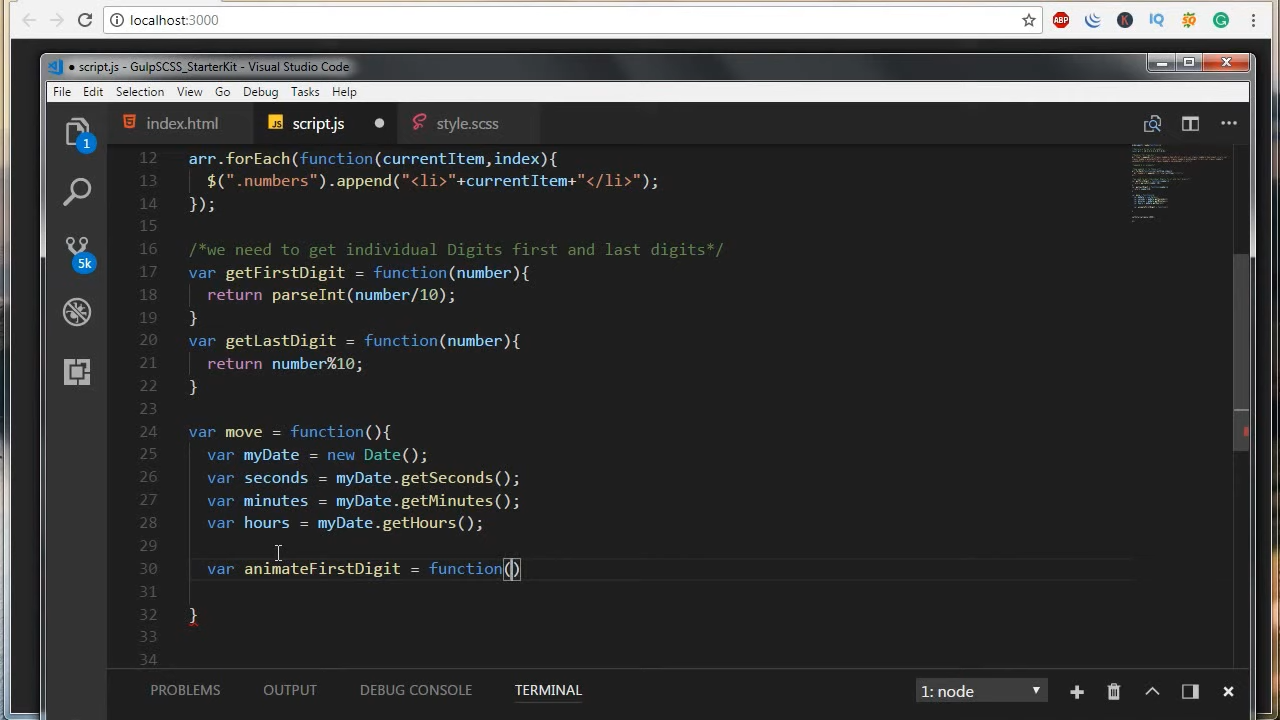 localhost:3000
ABP
K
IQ
● script.js - GulpSCSS_StarterKit - Visual Studio Code
File Edit Selection View Go Debug Tasks Help
index.html JS script.js ● style.scss
1
5k
12 arr.forEach(function(currentItem,index){
13 $(".numbers").append("<li>"+currentItem+"</li>");
14 });
15
16 /*we need to get individual Digits first and last digits*/
17 var getFirstDigit = function(number){
18 return parseInt(number/10);
19 }
20 var getLastDigit = function(number){
21 return number%10;
22 }
23
24 var move = function(){
25 var myDate = new Date();
26 var seconds = myDate.getSeconds();
27 var minutes = myDate.getMinutes();
28 var hours = myDate.getHours();
29
30 var animateFirstDigit = function()
31
32 }
33
34
PROBLEMS OUTPUT DEBUG CONSOLE TERMINAL 1: node